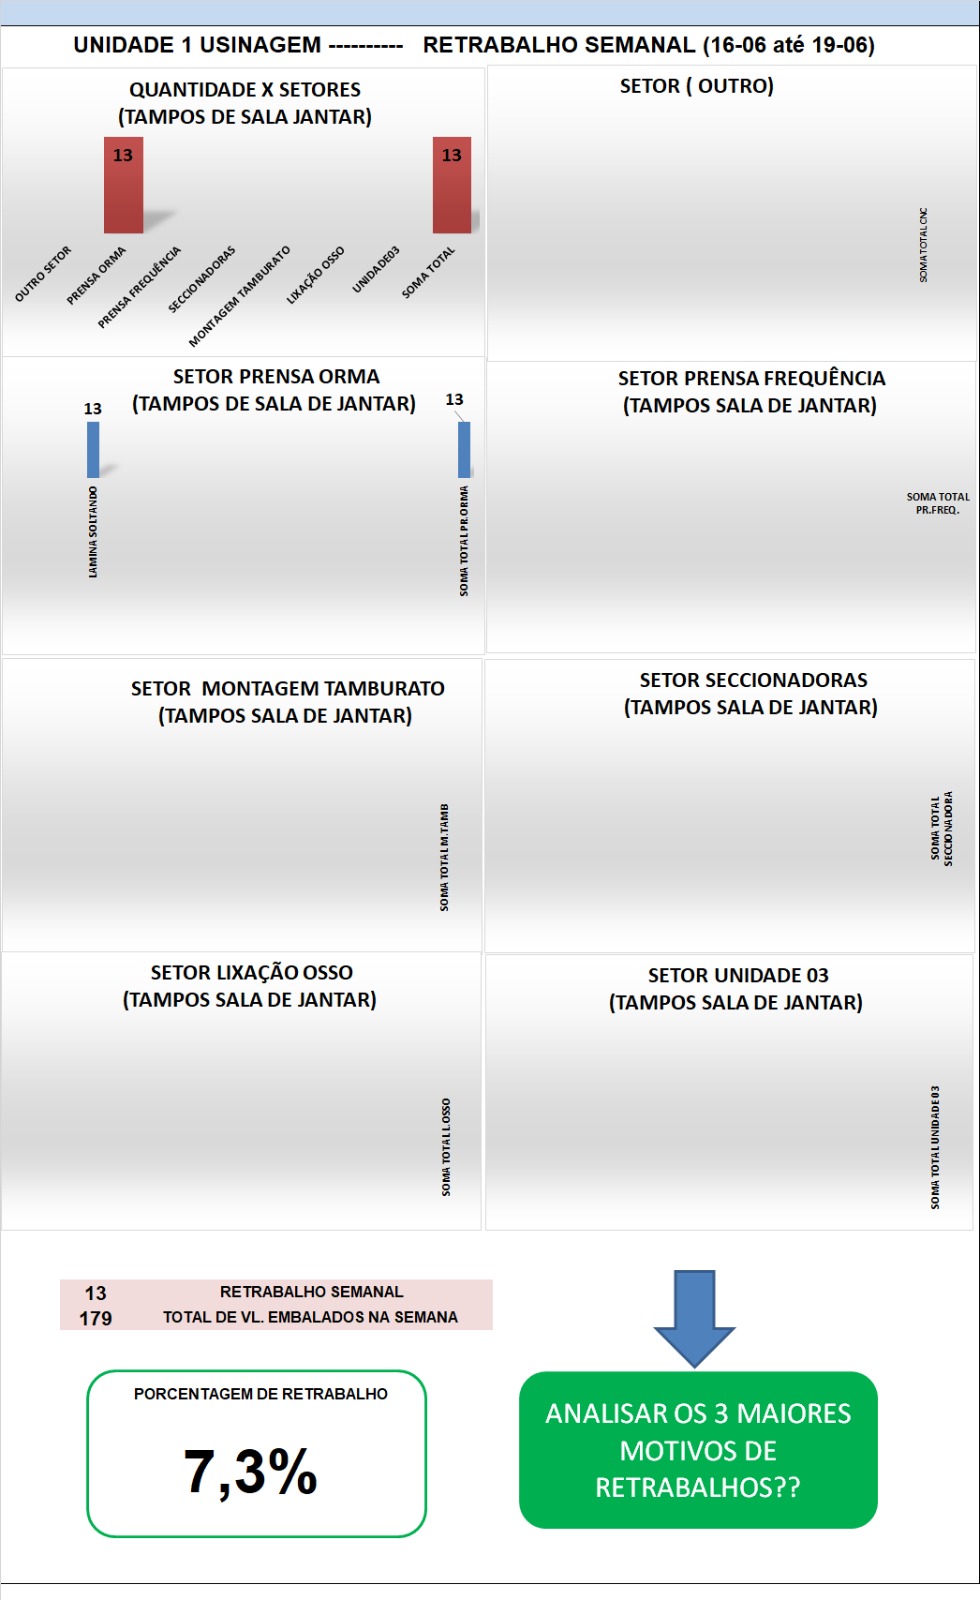 UNIDADE 1 USINAGEM ---------- RETRABALHO SEMANAL (16-06 até 19-06)
QUANTIDADE X SETORES
(TAMPOS DE SALA JANTAR)
13
13
OUTRO SETOR
PRENSA ORMA
PRENSA FREQUÊNCIA
SECCIONADORAS
MONTAGEM TAMBURATO
LIXAÇÃO OSSO
UNIDADE03
SOMA TOTAL
SETOR ( OUTRO)
SOMA TOTAL CNC
SETOR PRENSA ORMA
(TAMPOS DE SALA DE JANTAR)
13
13
LAMINA SOLTANDO
SOMA TOTAL PR.ORMA
SETOR PRENSA FREQUÊNCIA
(TAMPOS SALA DE JANTAR)
SOMA TOTAL
PR.FREQ.
SETOR MONTAGEM TAMBURATO
(TAMPOS SALA DE JANTAR)
SOMA TOTAL M.TAMB
SETOR SECCIONADORAS
(TAMPOS SALA DE JANTAR)
SOMA TOTAL
SECCIONADORA
SETOR LIXAÇÃO OSSO
(TAMPOS SALA DE JANTAR)
SOMA TOTAL L.OSSO
SETOR UNIDADE 03
(TAMPOS SALA DE JANTAR)
SOMA TOTAL UNIDADE 03
13 RETRABALHO SEMANAL
179 TOTAL DE VL. EMBALADOS NA SEMANA
PORCENTAGEM DE RETRABALHO
7,3%
ANALISAR OS 3 MAIORES
MOTIVOS DE
RETRABALHOS??